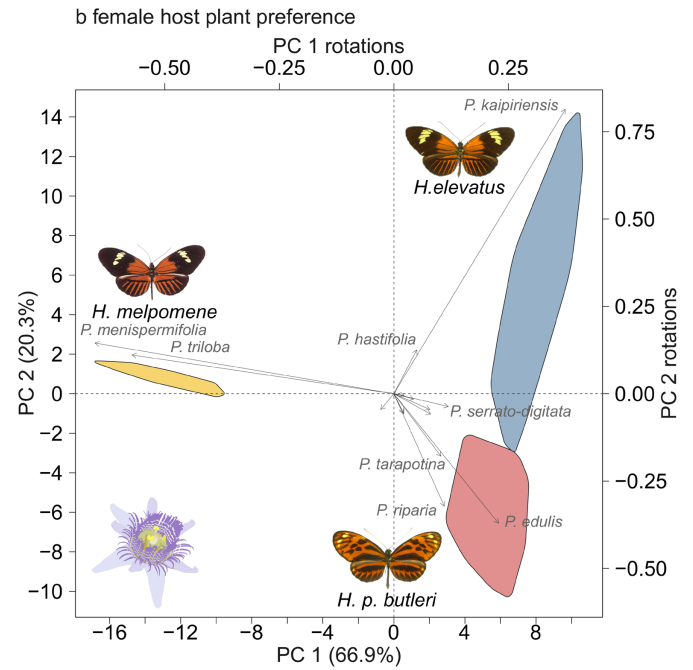 b female host plant preference
PC 1 rotations
−0.50 −0.25 0.00 0.25
14
12
10
8
6
4
2
0
−2
−4
−6
−8
−10
PC 2 (20.3%)
0.75
0.50
0.25
0.00
−0.25
−0.50
PC 2 rotations
P. kaipiriensis
H.elevatus
H. melpomene
P. menispermifolia
P. triloba
P. hastifolia
P. serrato-digitata
P. tarapotina
P. riparia
P. edulis
H. p. butleri
−16 −12 −8 −4 0 4 8
PC 1 (66.9%)